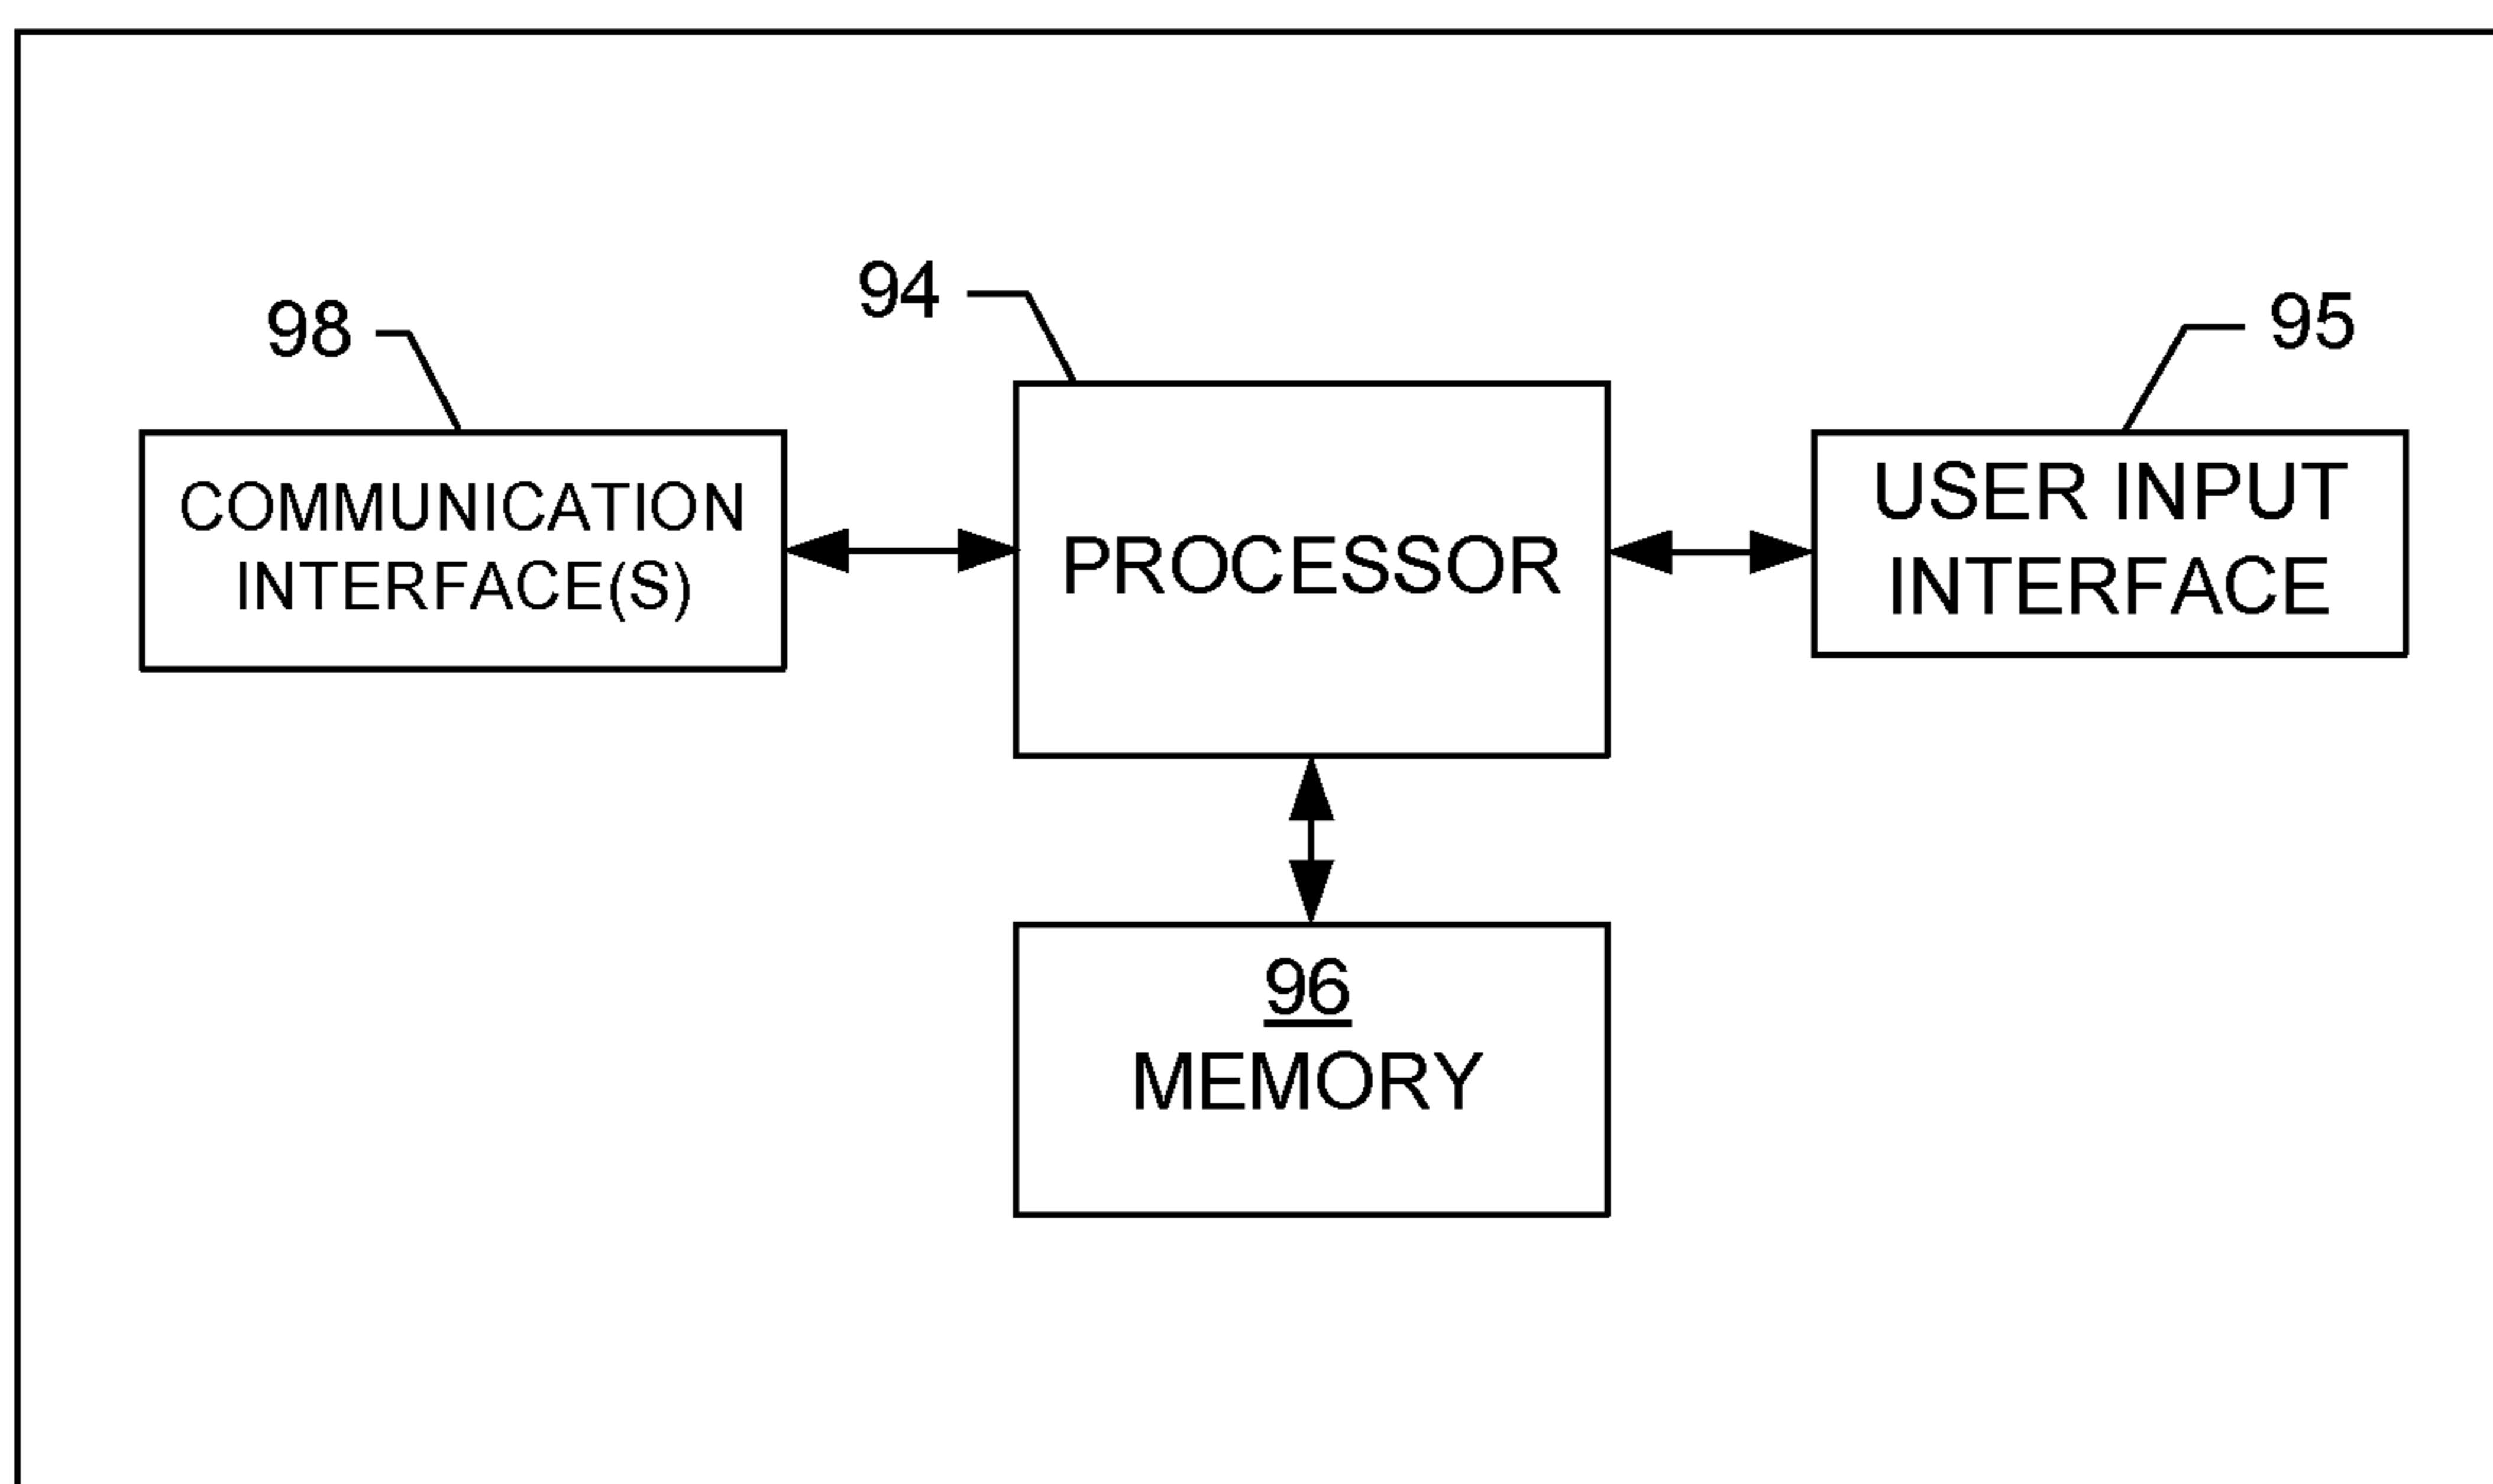 94
98
95
COMMUNICATION
INTERFACE(S)
PROCESSOR
USER INPUT
INTERFACE
96
MEMORY